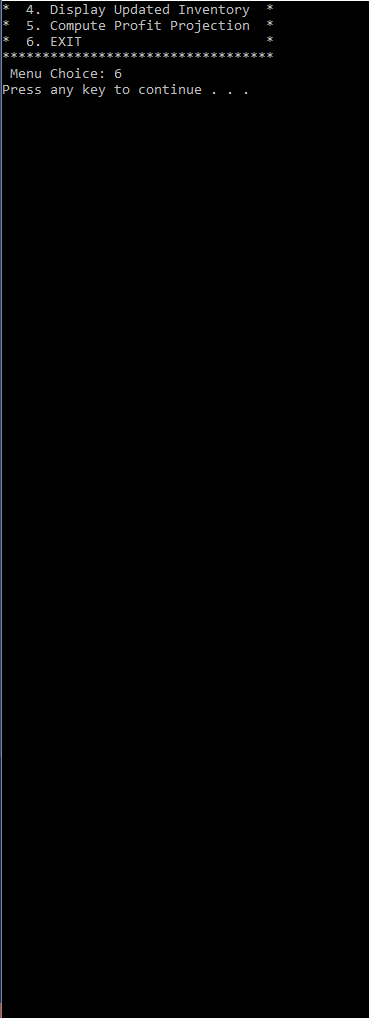 *  4. Display Updated Inventory  *
*  5. Compute Profit Projection  *
*  6. EXIT                       *
**********************************
 Menu Choice: 6
Press any key to continue . . .